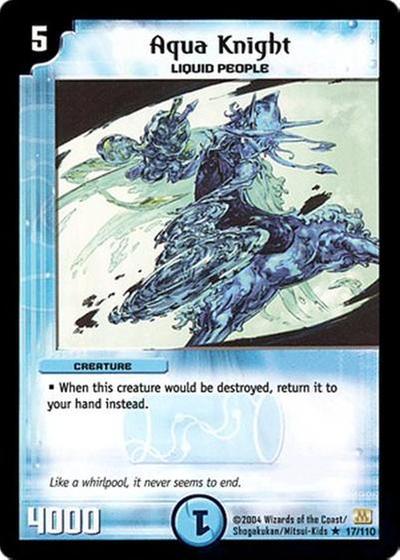 5
Aqua Knight
LIQUID PEOPLE
CREATURE
▪ When this creature would be destroyed, return it to
your hand instead.
Like a whirlpool, it never seems to end.
4000
1
©2004 Wizards of the Coast/
Shogakukan/Mitsui-Kids ★ 17/110